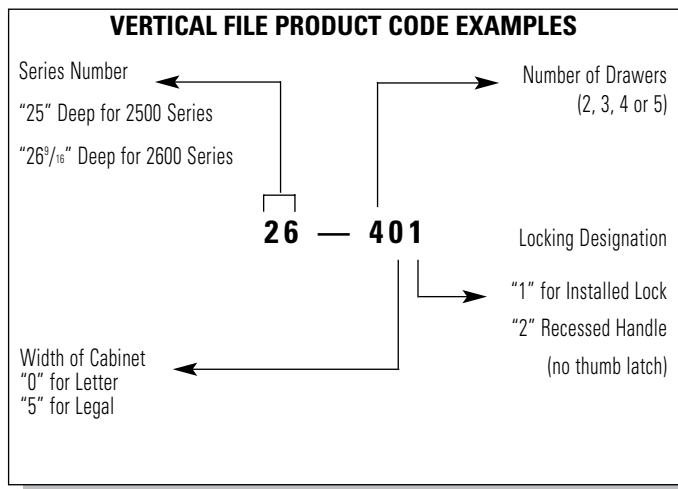 VERTICAL FILE PRODUCT CODE EXAMPLES
Series Number
“25” Deep for 2500 Series
“26⁹/₁₆” Deep for 2600 Series
Number of Drawers
(2, 3, 4 or 5)
26 — 401
Locking Designation
“1” for Installed Lock
“2” Recessed Handle
(no thumb latch)
Width of Cabinet
“0” for Letter
“5” for Legal